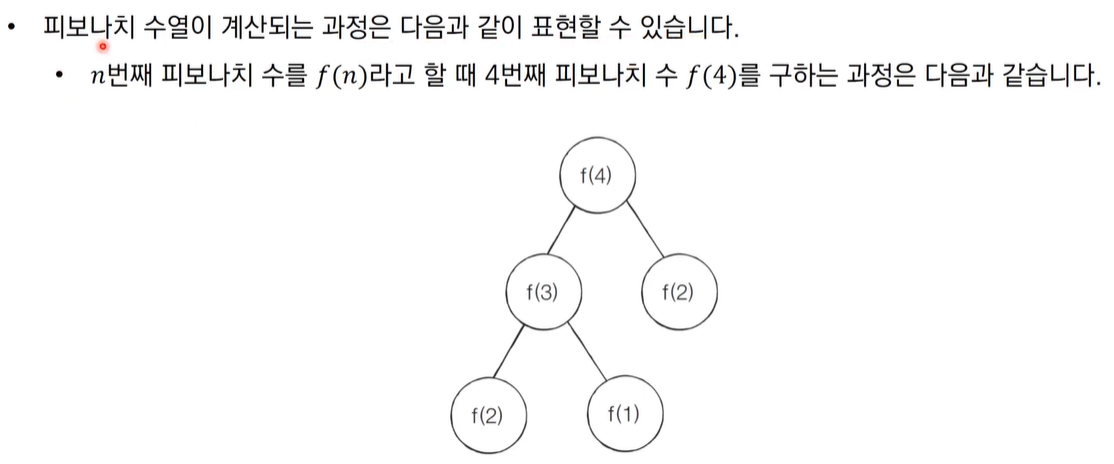 • 피보나치 수열이 계산되는 과정은 다음과 같이 표현할 수 있습니다.
• n번째 피보나치 수를 f(n)라고 할 때 4번째 피보나치 수 f(4)를 구하는 과정은 다음과 같습니다.
f(4)
f(3) f(2)
f(2) f(1)